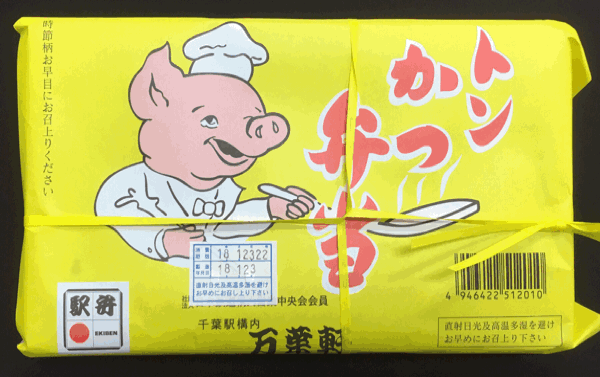 時節柄お早目にお召上りください
トン
かつ
弁当
18 12322
18 123
直射日光及高温多湿を避け
お早めにお召し上り下さい
中央会会員
千葉駅構内
万葉軒
駅弁
EKIBEN
4946422512010
直射日光及高温多湿を避け
お早めにお召し上り下さい